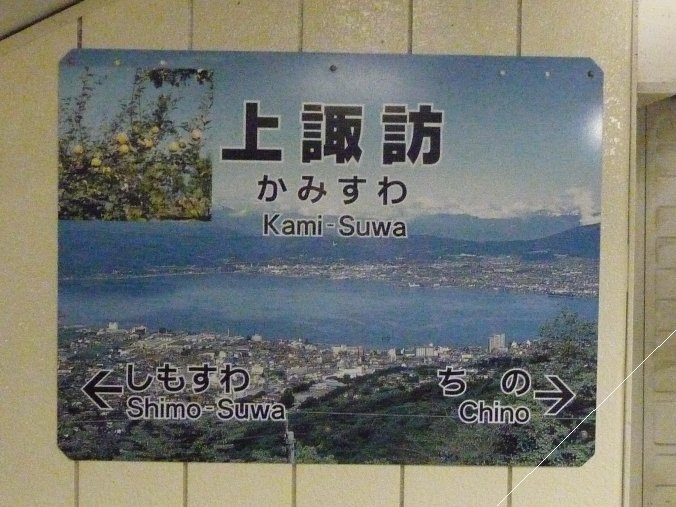 上諏訪
かみすわ
Kami-Suwa
←しもすわ
Shimo-Suwa
ちの→
Chino